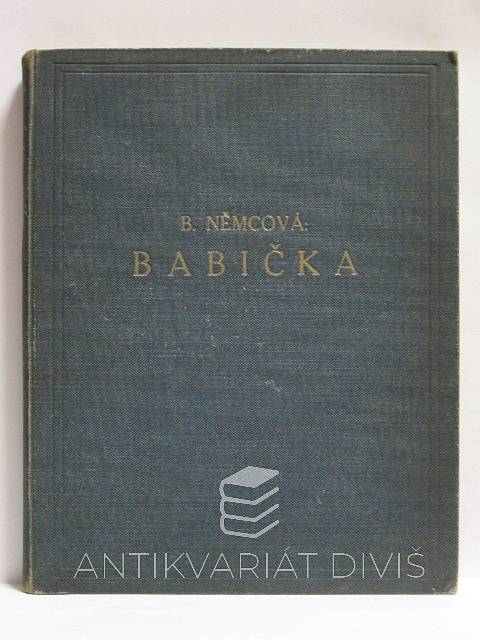 B. NĚMCOVÁ:
BABIČKA
ANTIKVARIÁT DIVIŠ